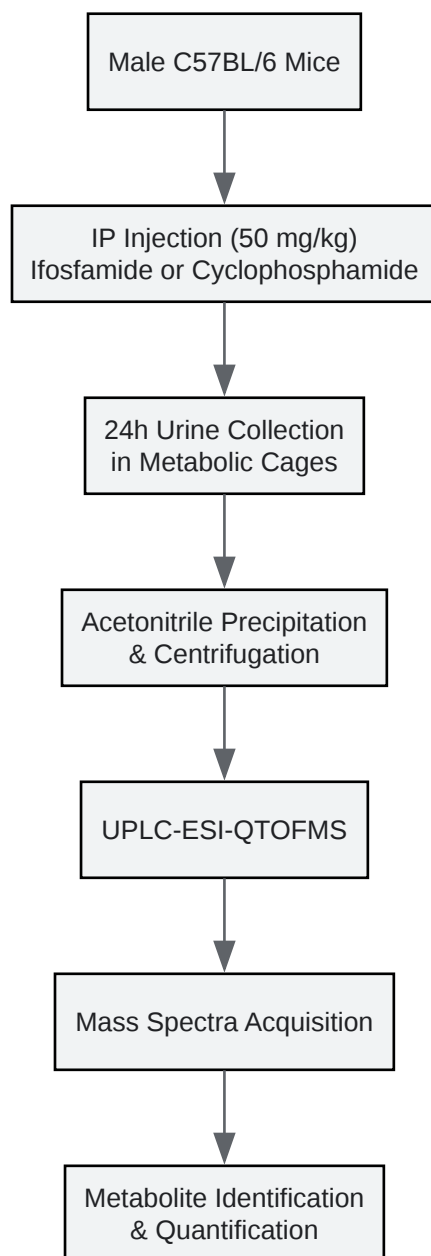 Male C57BL/6 Mice
IP Injection (50 mg/kg)
Ifosfamide or Cyclophosphamide
24h Urine Collection
in Metabolic Cages
Acetonitrile Precipitation
& Centrifugation
UPLC-ESI-QTOFMS
Mass Spectra Acquisition
Metabolite Identification
& Quantification